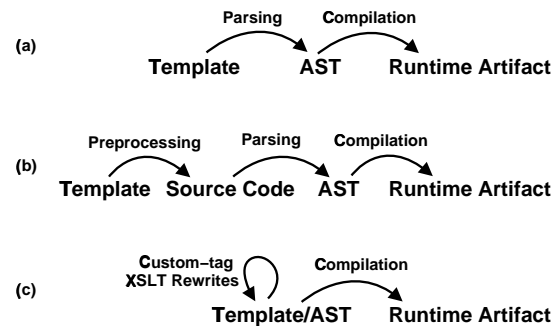 Parsing Compilation
(a)
Template AST Runtime Artifact
Preprocessing Parsing Compilation
(b)
Template Source Code AST Runtime Artifact
Custom−tag Compilation
XSLT Rewrites
(c)
Template/AST Runtime Artifact